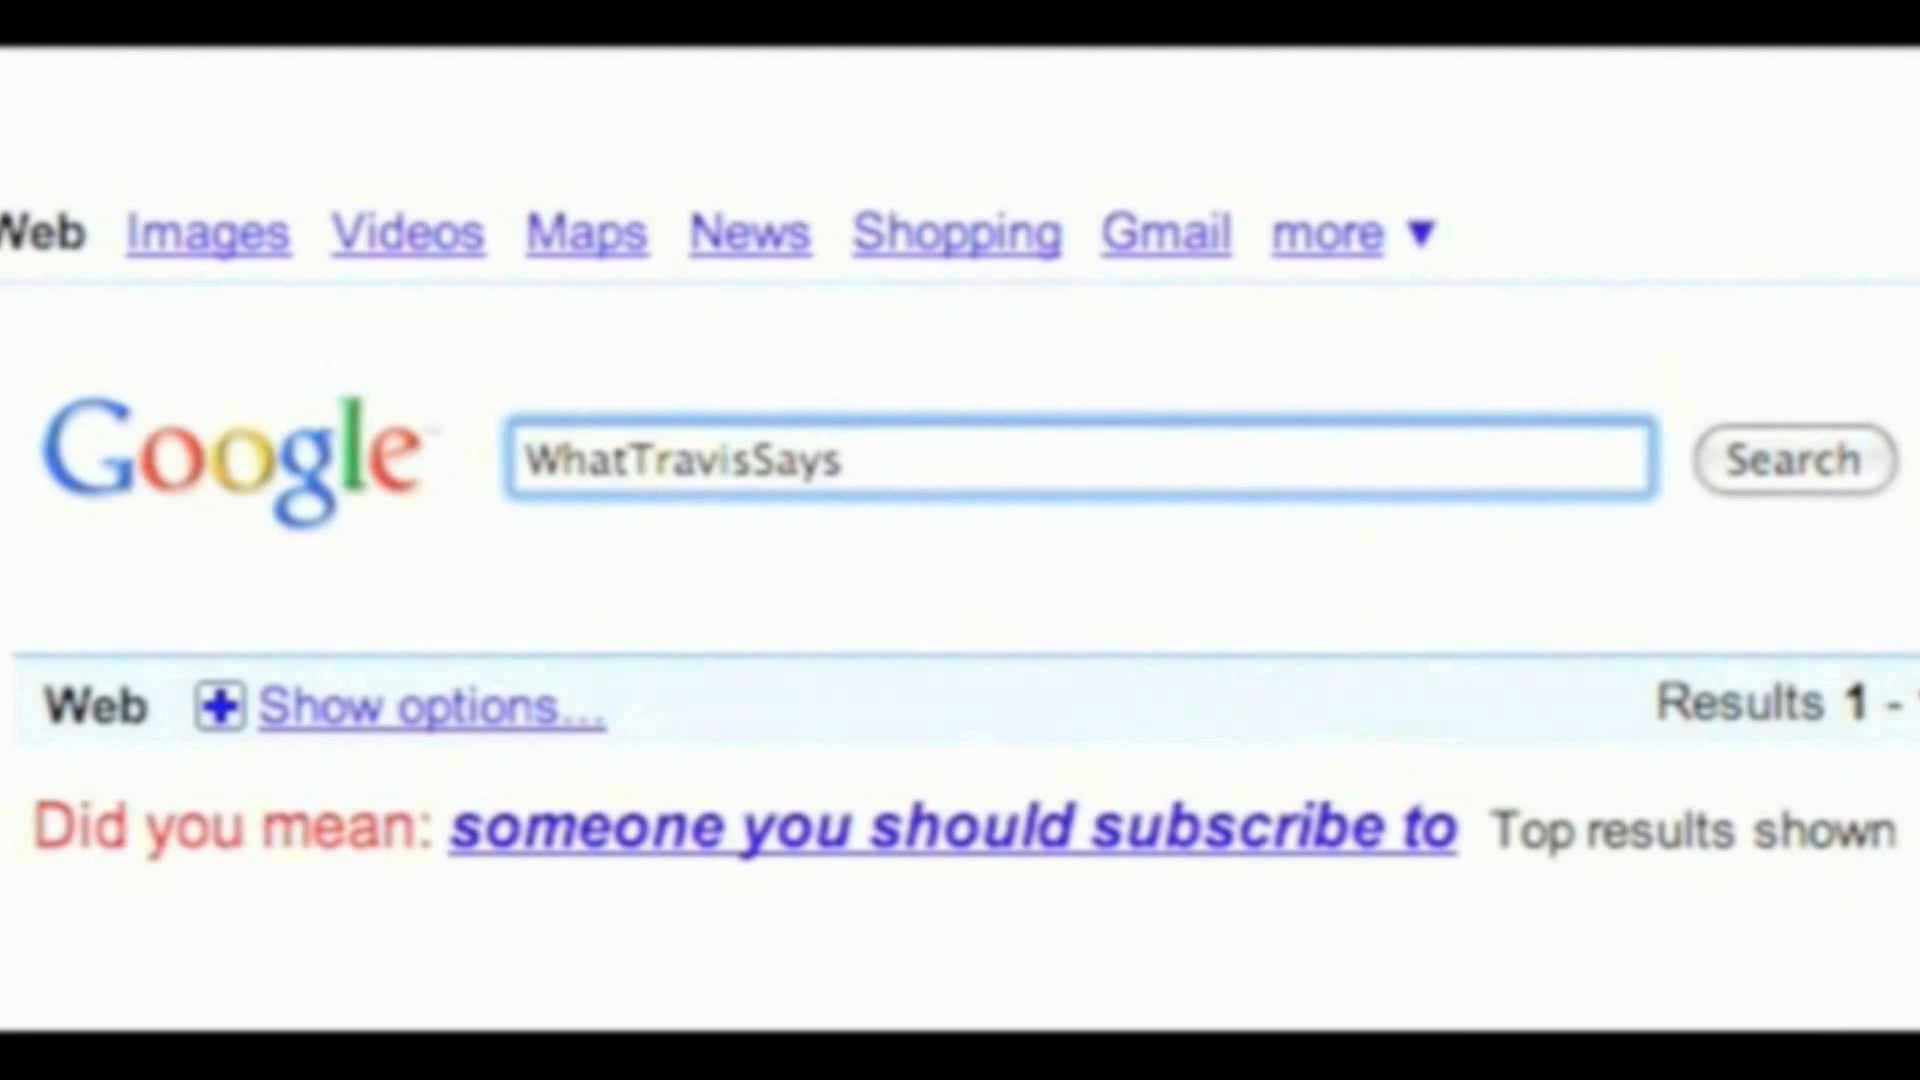 Web Images Videos Maps News Shopping Gmail more ▼
Google WhatTravisSays Search
Web + Show options... Results 1 -
Did you mean: someone you should subscribe to Top results shown